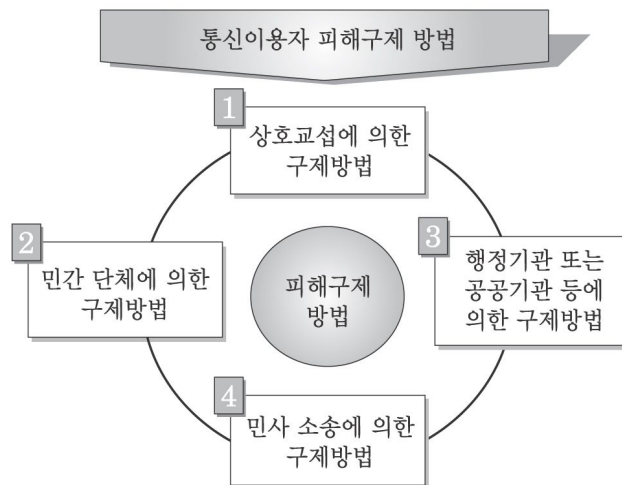 통신이용자 피해구제 방법
1
상호교섭에 의한
구제방법
2
민간 단체에 의한
구제방법
피해구제
방법
3
행정기관 또는
공공기관 등에
의한 구제방법
4
민사 소송에 의한
구제방법